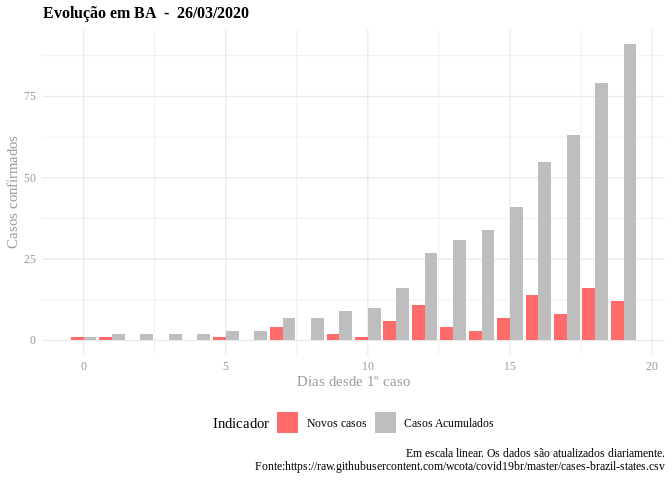 Evolução em BA  -  26/03/2020
Casos confirmados
75
50
25
0
0 5 10 15 20
Dias desde 1º caso
Indicador Novos casos Casos Acumulados
Em escala linear. Os dados são atualizados diariamente.
Fonte:https://raw.githubusercontent.com/wcota/covid19br/master/cases-brazil-states.csv